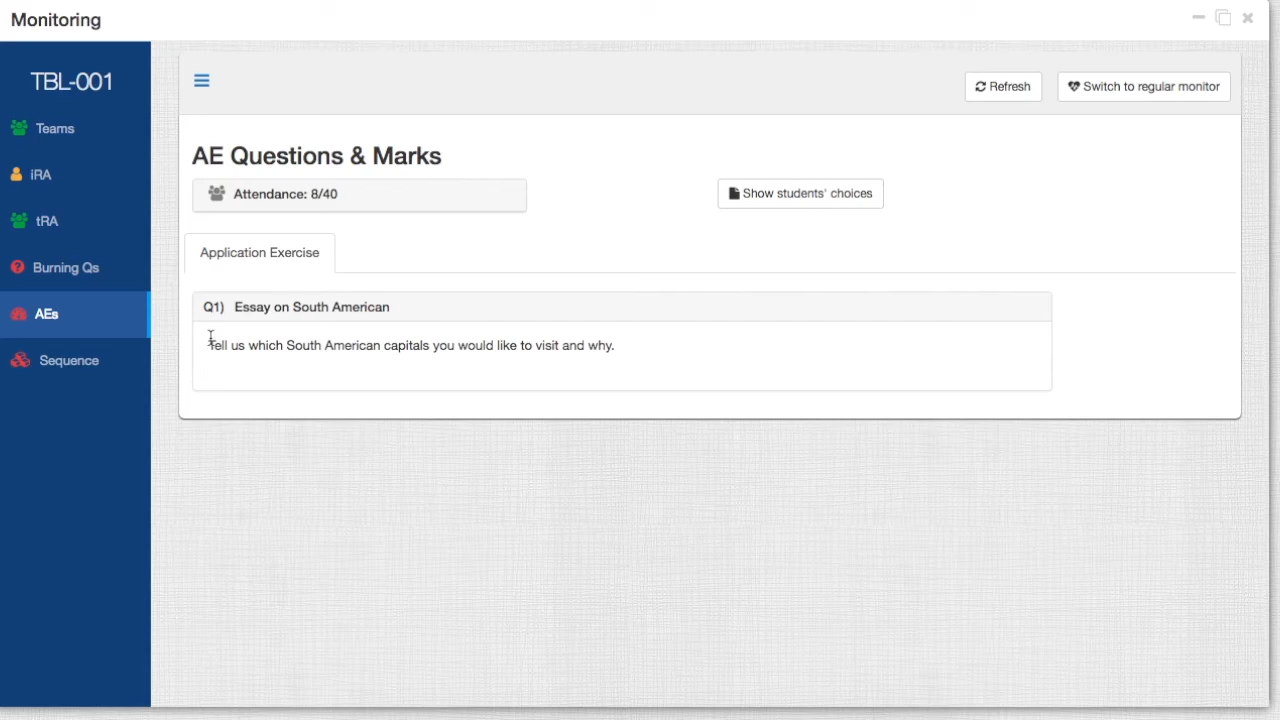 Monitoring
TBL-001
Teams
iRA
tRA
Burning Qs
AEs
Sequence
Refresh
Switch to regular monitor
AE Questions & Marks
Attendance: 8/40
Show students' choices
Application Exercise
Q1) Essay on South American
Tell us which South American capitals you would like to visit and why.